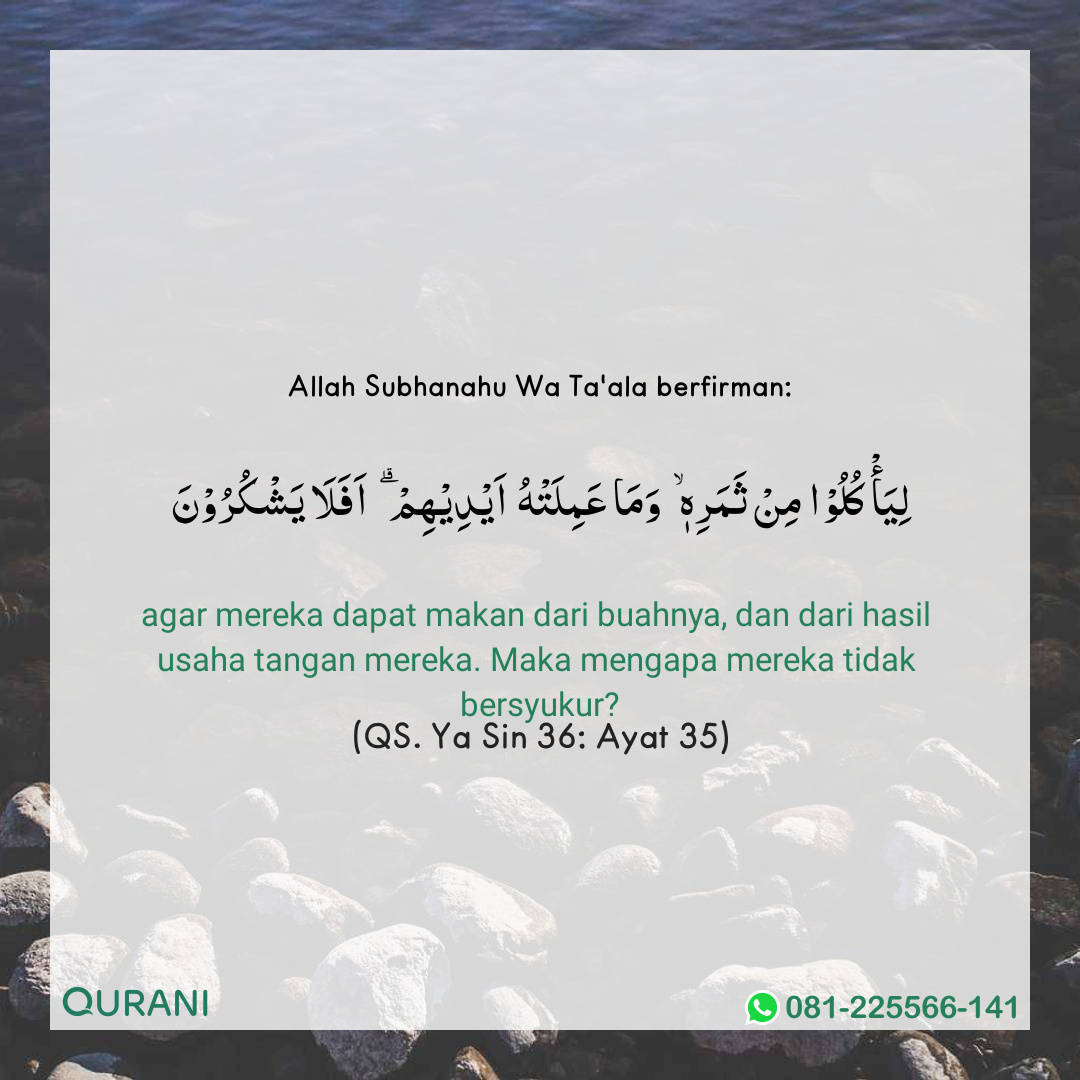 Allah Subhanahu Wa Ta'ala berfirman:
لِيَأْكُلُوْا مِنْ ثَمَرِهٖۙ وَمَا عَمِلَتْهُ اَيْدِيْهِمْ ۗ اَفَلَا يَشْكُرُوْنَ
agar mereka dapat makan dari buahnya, dan dari hasil
usaha tangan mereka. Maka mengapa mereka tidak
bersyukur?
(QS. Ya Sin 36: Ayat 35)
QURANI
081-225566-141